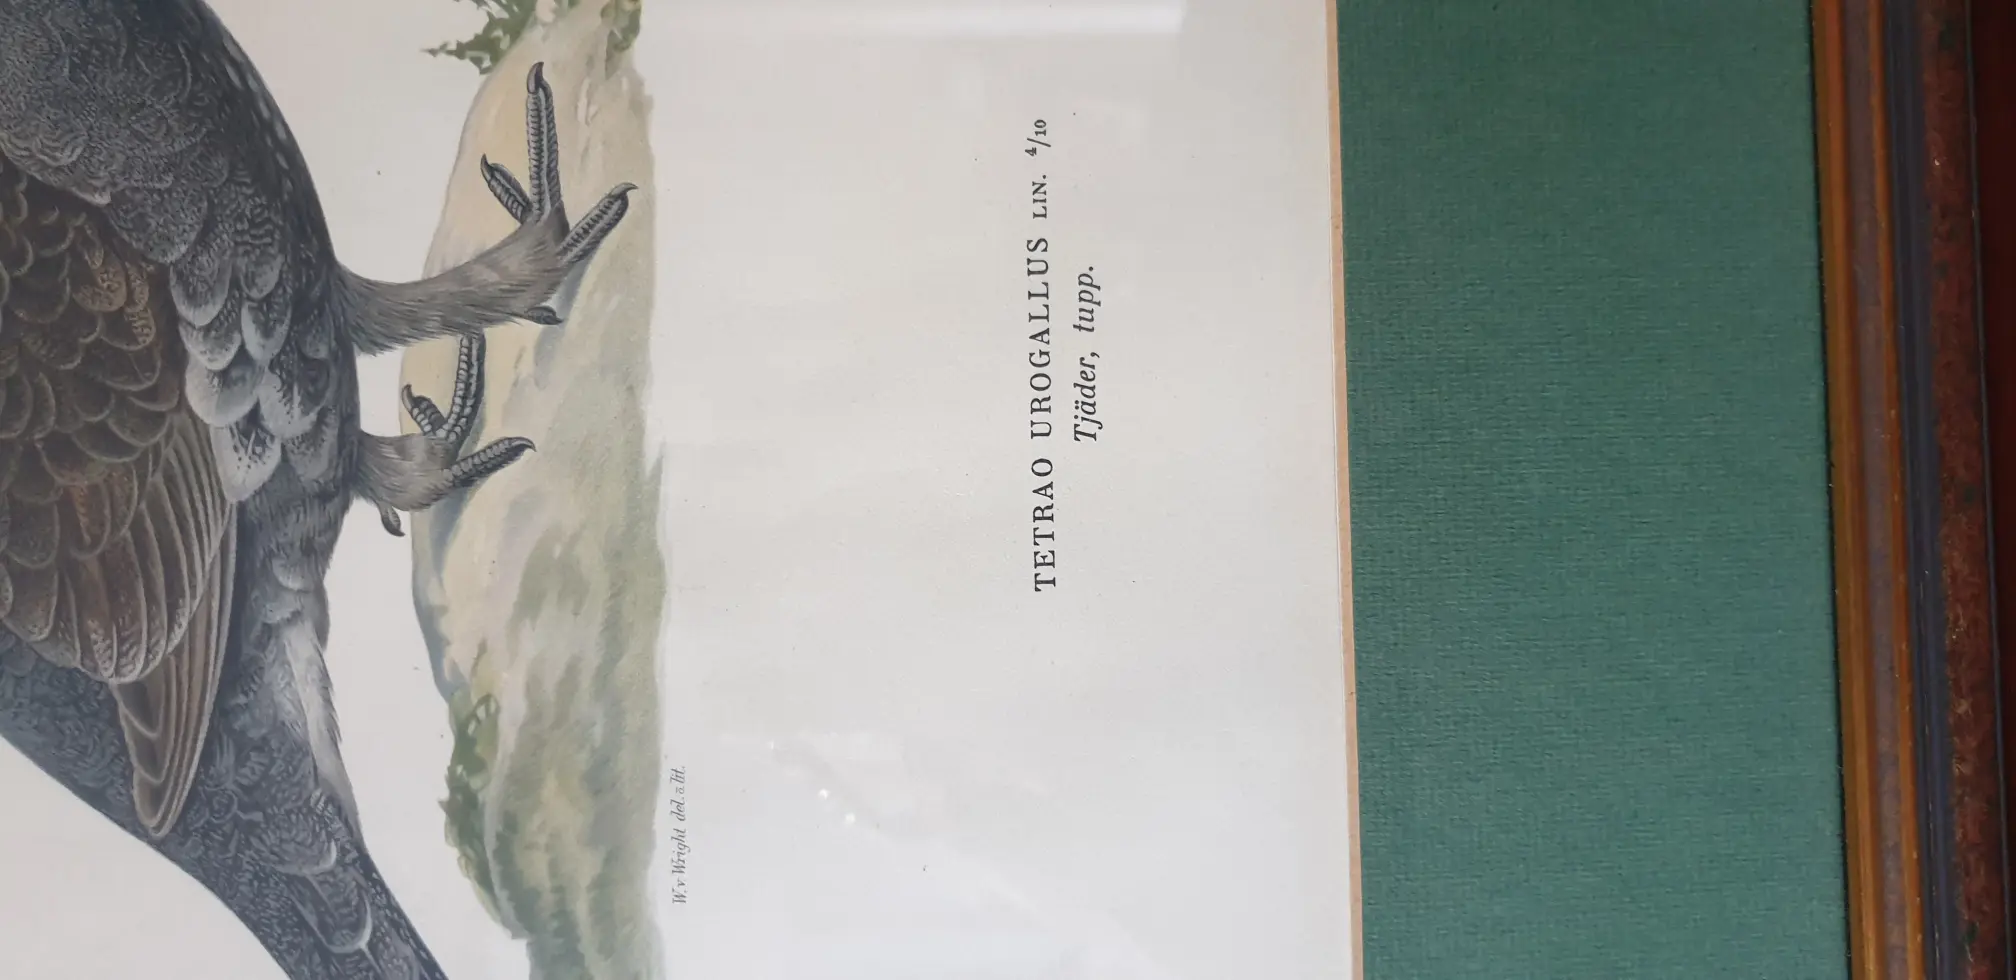 W. v. Wright del. o. lit.
TETRAO UROGALLUS LIN. 4/10
Tjäder, tupp.